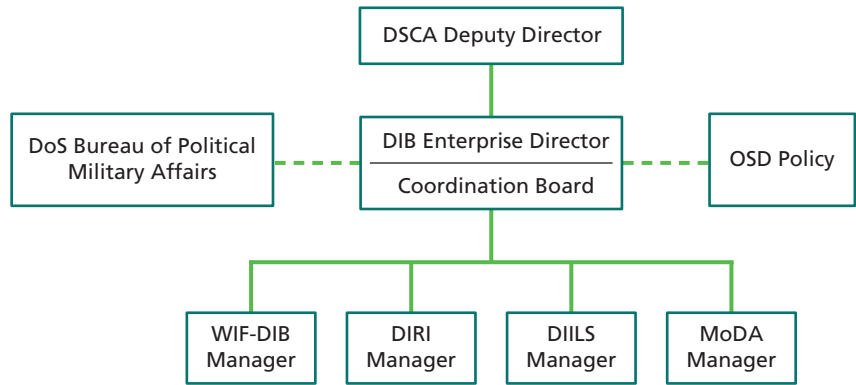 DSCA Deputy Director
DoS Bureau of Political
Military Affairs
DIB Enterprise Director
Coordination Board
OSD Policy
WIF-DIB
Manager
DIRI
Manager
DIILS
Manager
MoDA
Manager